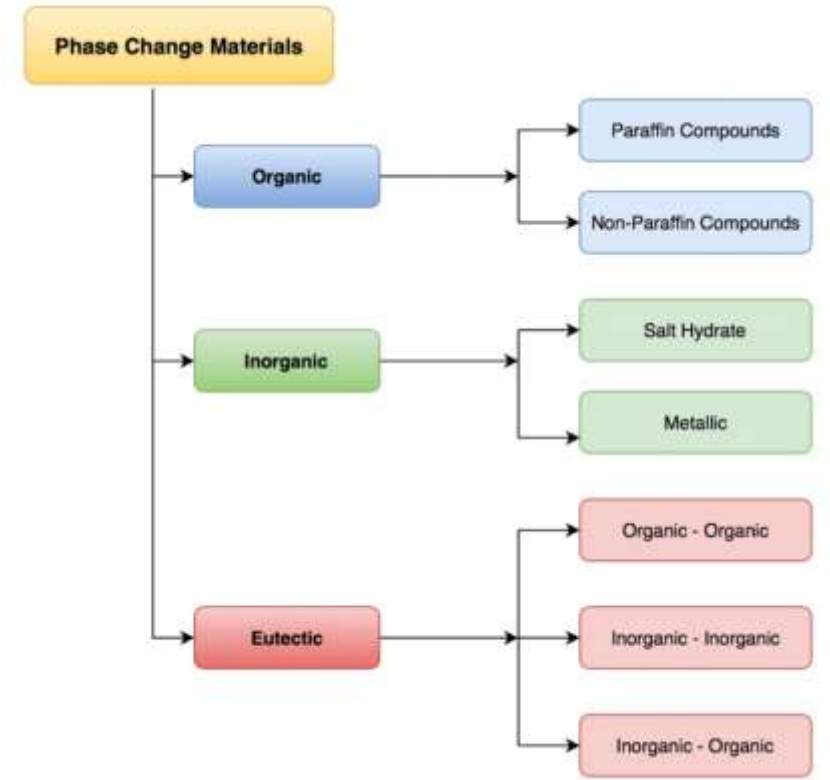 Phase Change Materials
Organic
Paraffin Compounds
Non-Paraffin Compounds
Inorganic
Salt Hydrate
Metallic
Eutectic
Organic - Organic
Inorganic - Inorganic
Inorganic - Organic